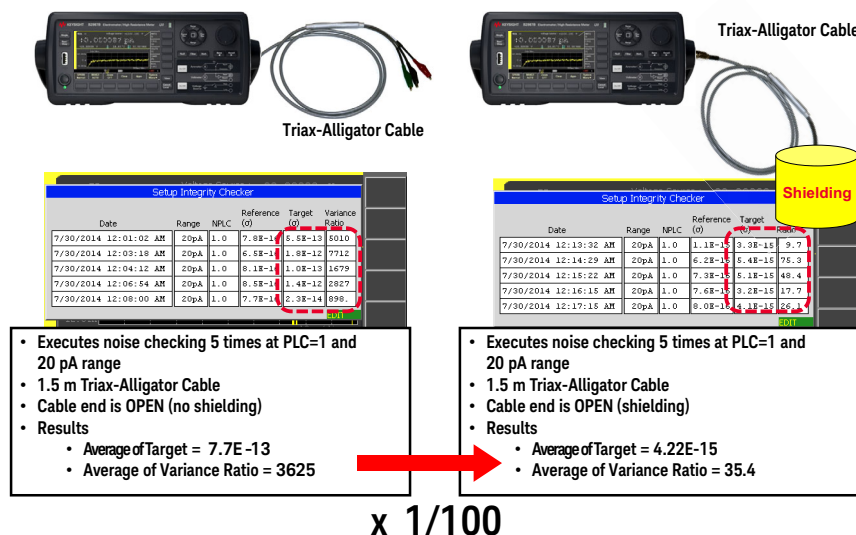 Triax-Alligator Cable
Setup Integrity Checker
Date Range NPLC Reference (σ) Target (σ) Variance Ratio
7/30/2014 12:01:02 AM 20pA 1.0 5.5E-13 5010
7/30/2014 12:03:18 AM 20pA 1.0 1.8E-12 7712
7/30/2014 12:04:12 AM 20pA 1.0 1.0E-13 1679
7/30/2014 12:06:54 AM 20pA 1.0 1.4E-12 2827
7/30/2014 12:08:00 AM 20pA 1.0 2.3E-14 898.
EDIT
• Executes noise checking 5 times at PLC=1 and
20 pA range
• 1.5 m Triax-Alligator Cable
• Cable end is OPEN (no shielding)
• Results
• Average of Target = 7.7E-13
• Average of Variance Ratio = 3625
Triax-Alligator Cable
Shielding
Setup Integrity Checker
Date Range NPLC Reference (σ) Target (σ) Ratio
7/30/2014 12:13:32 AM 20pA 1.0 3.3E-15 9.7
7/30/2014 12:14:29 AM 20pA 1.0 5.4E-15 75.3
7/30/2014 12:15:22 AM 20pA 1.0 5.1E-15 48.4
7/30/2014 12:16:15 AM 20pA 1.0 3.2E-15 17.7
7/30/2014 12:17:15 AM 20pA 1.0 4.1E-15 26.1
EDIT
• Executes noise checking 5 times at PLC=1 and
20 pA range
• 1.5 m Triax-Alligator Cable
• Cable end is OPEN (shielding)
• Results
• Average of Target = 4.22E-15
• Average of Variance Ratio = 35.4
x 1/100